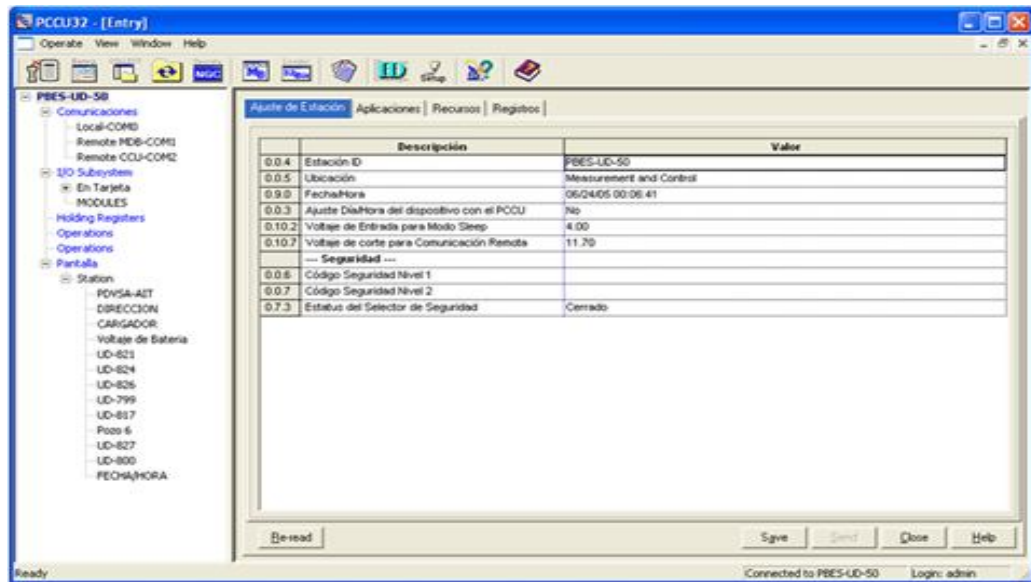 PCCU32 - [Entry]
Operate View Window Help
NGC
PBES-UD-50
Comunicaciones
Local-COM0
Remote MDB-COM1
Remote CCU-COM2
I/O Subsystem
En Tarjeta
MODULES
Holding Registers
Operations
Operations
Pantalla
Station
PDVSA-AIT
DIRECCION
CARGADOR
Voltaje de Bateria
UD-821
UD-824
UD-826
UD-799
UD-817
Pozo 6
UD-827
UD-800
FECHA/HORA
Ajuste de Estación Aplicaciones Recursos Registros
Descripción Valor
0.0.4 Estación ID PBES-UD-50
0.0.5 Ubicación Measurement and Control
0.9.0 Fecha/Hora 06/24/05 00:06:41
0.0.3 Ajuste Día/Hora del dispositivo con el PCCU No
0.10.2 Voltaje de Entrada para Modo Sleep 4.00
0.10.7 Voltaje de corte para Comunicación Remota 11.70
--- Seguridad ---
0.0.6 Código Seguridad Nivel 1
0.0.7 Código Seguridad Nivel 2
0.7.3 Estatus del Selector de Seguridad Cerrado
Re-read Save Send Close Help
Ready Connected to PBES-UD-50 Login: admin